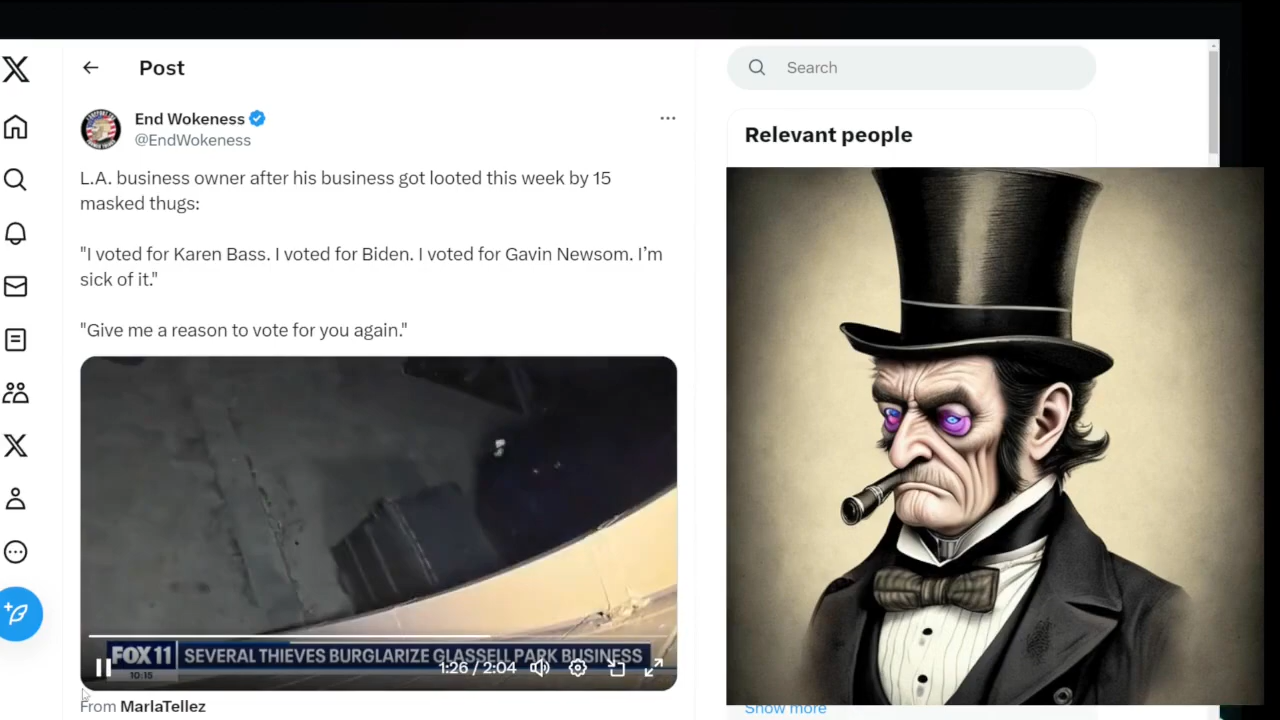 Post
Search
End Wokeness
@EndWokeness
Relevant people
L.A. business owner after his business got looted this week by 15
masked thugs:
"I voted for Karen Bass. I voted for Biden. I voted for Gavin Newsom. I’m
sick of it."
"Give me a reason to vote for you again."
FOX 11
10:15
SEVERAL THIEVES BURGLARIZE GLASSELL PARK BUSINESS
1:26 / 2:04
From MarlaTellez
Show more